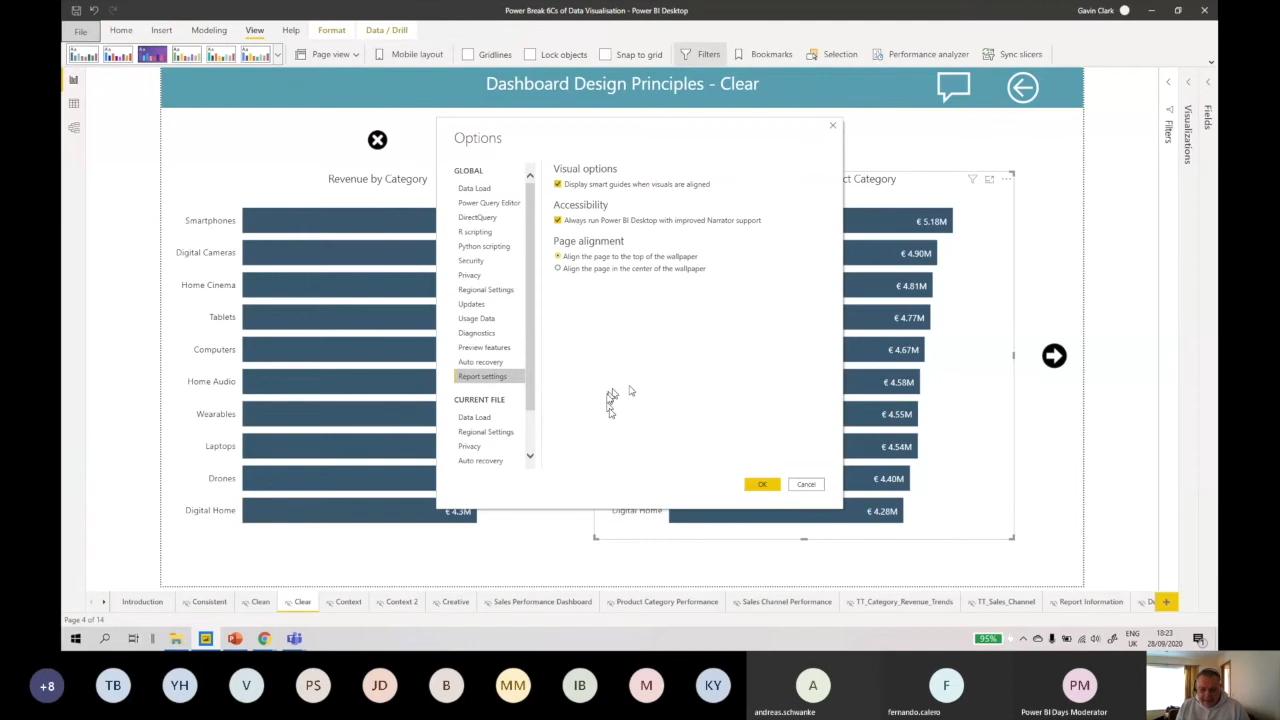 Power Break 6Cs of Data Visualisation - Power BI Desktop
Gavin Clark
File Home Insert Modeling View Help Format Data / Drill
Aa Aa Aa Aa Aa Aa
Page view
Mobile layout
Gridlines
Lock objects
Snap to grid
Filters
Bookmarks
Selection
Performance analyzer
Sync slicers
Dashboard Design Principles - Clear
Filters
Visualizations
Fields
Revenue by Category
ct Category
Smartphones
Digital Cameras
Home Cinema
Tablets
Computers
Home Audio
Wearables
Laptops
Drones
Digital Home
€ 4.3M
Options
GLOBAL
Data Load
Power Query Editor
DirectQuery
R scripting
Python scripting
Security
Privacy
Regional Settings
Updates
Usage Data
Diagnostics
Preview features
Auto recovery
Report settings
CURRENT FILE
Data Load
Regional Settings
Privacy
Auto recovery
Visual options
Display smart guides when visuals are aligned
Accessibility
Always run Power BI Desktop with improved Narrator support
Page alignment
Align the page to the top of the wallpaper
Align the page in the center of the wallpaper
OK
Cancel
€ 5.18M
€ 4.90M
€ 4.81M
€ 4.77M
€ 4.67M
€ 4.58M
€ 4.55M
€ 4.54M
€ 4.40M
Digital Home
€ 4.28M
Introduction
Consistent
Clean
Clear
Context
Context 2
Creative
Sales Performance Dashboard
Product Category Performance
Sales Channel Performance
TT_Category_Revenue_Trends
TT_Sales_Channel
Report Information
Page 4 of 14
95%
ENG
UK
18:23
28/09/2020
+8
TB
YH
V
PS
JD
B
MM
IB
M
KY
A
andreas.schwanke
F
fernando.calero
PM
Power BI Days Moderator